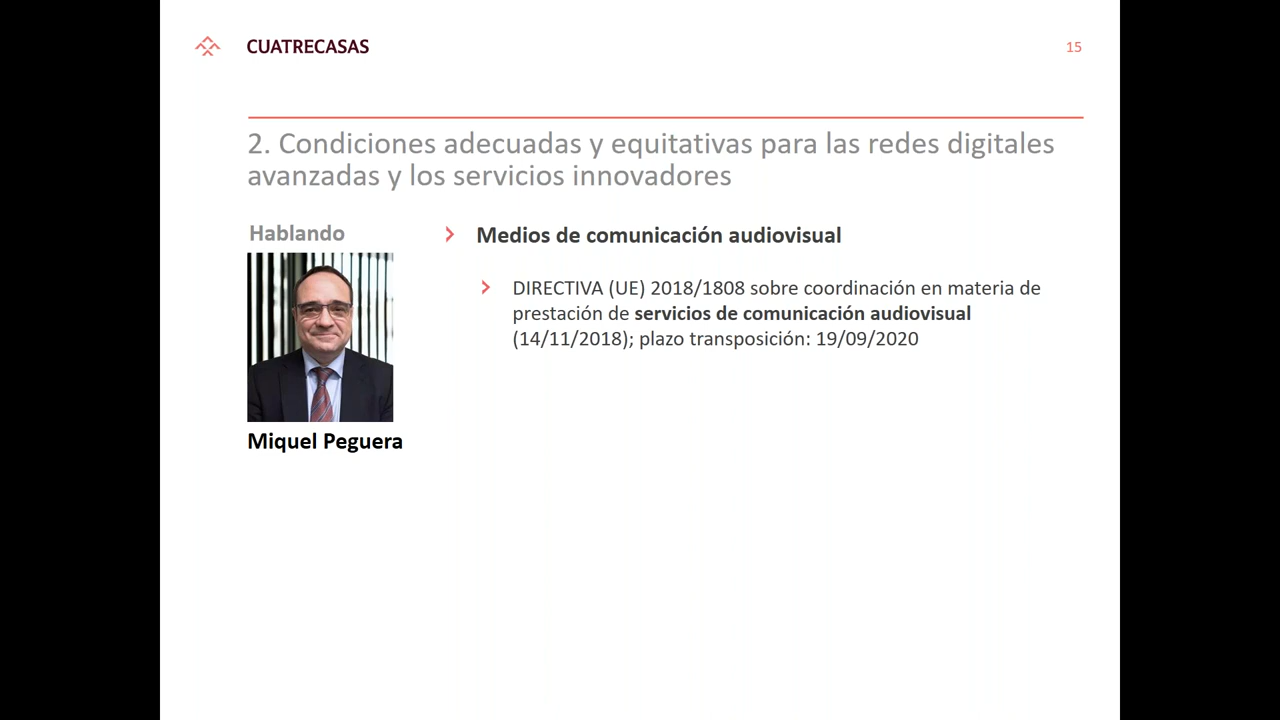 CUATRECASAS
15
2. Condiciones adecuadas y equitativas para las redes digitales
avanzadas y los servicios innovadores
Hablando
Miquel Peguera
Medios de comunicación audiovisual
DIRECTIVA (UE) 2018/1808 sobre coordinación en materia de
prestación de servicios de comunicación audiovisual
(14/11/2018); plazo transposición: 19/09/2020